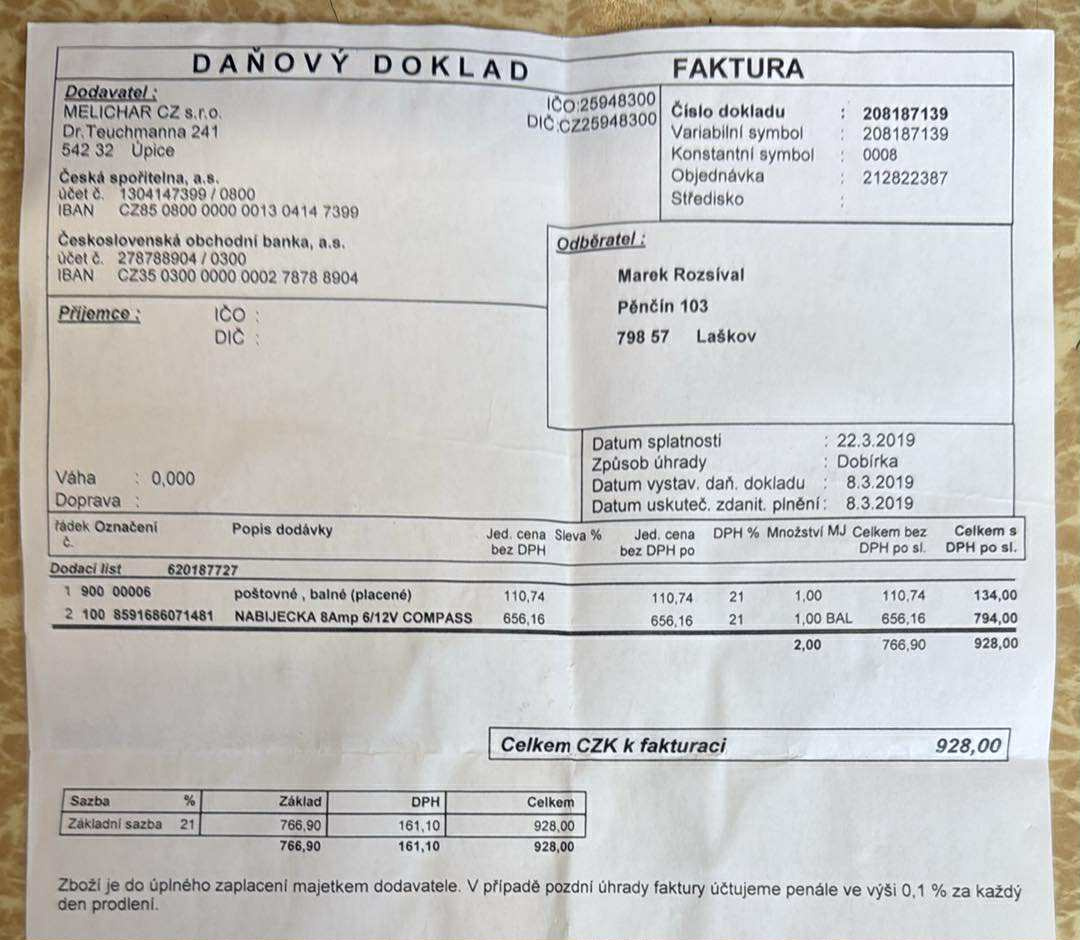 DAŇOVÝ DOKLAD FAKTURA
Dodavatel :
MELICHAR CZ s.r.o.
Dr.Teuchmanna 241
542 32 Úpice
IČO:25948300
DIČ:CZ25948300
Česká spořitelna, a.s.
účet č. 1304147399 / 0800
IBAN CZ85 0800 0000 0013 0414 7399
Československá obchodní banka, a.s.
účet č. 278788904 / 0300
IBAN CZ35 0300 0000 0002 7878 8904
Číslo dokladu : 208187139
Variabilní symbol : 208187139
Konstantní symbol : 0008
Objednávka : 212822387
Středisko :
Odběratel :
Marek Rozsíval
Pěnčín 103
798 57 Laškov
Příjemce : IČO :
DIČ :
Váha : 0,000
Doprava :
Datum splatnosti : 22.3.2019
Způsob úhrady : Dobírka
Datum vystav. daň. dokladu : 8.3.2019
Datum uskuteč. zdanit. plnění : 8.3.2019
řádek Označení Popis dodávky Jed. cena Sleva % Jed. cena DPH % Množství MJ Celkem bez Celkem s
č. bez DPH bez DPH po DPH po sl. DPH po sl.
Dodací list 620187727
1 900 00006 poštovné , balné (placené) 110,74 110,74 21 1,00 110,74 134,00
2 100 8591686071481 NABIJECKA 8Amp 6/12V COMPASS 656,16 656,16 21 1,00 BAL 656,16 794,00
2,00 766,90 928,00
Celkem CZK k fakturaci 928,00
Sazba % Základ DPH Celkem
Základní sazba 21 766,90 161,10 928,00
766,90 161,10 928,00
Zboží je do úplného zaplacení majetkem dodavatele. V případě pozdní úhrady faktury účtujeme penále ve výši 0,1 % za každý
den prodlení.